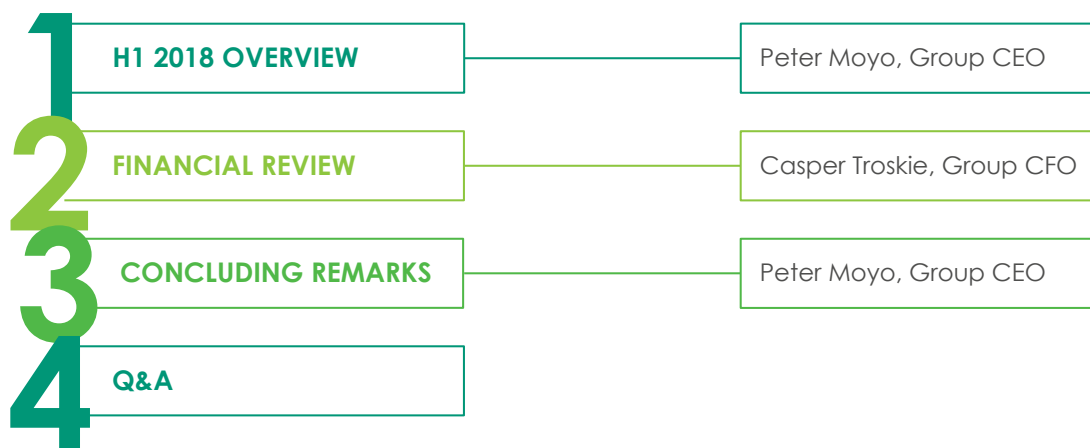 1
H1 2018 OVERVIEW
Peter Moyo, Group CEO
2
FINANCIAL REVIEW
Casper Troskie, Group CFO
3
CONCLUDING REMARKS
Peter Moyo, Group CEO
4
Q&A